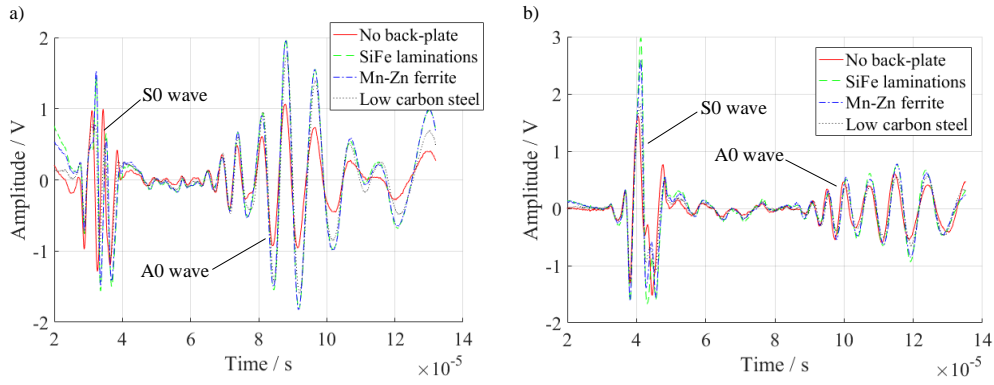 a)
2
1
0
-1
-2
2
4
6
8
10
12
14
×10⁻⁵
Amplitude / V
Time / s
No back-plate
SiFe laminations
Mn-Zn ferrite
Low carbon steel
S0 wave
A0 wave
b)
3
2
1
0
-1
-2
2
4
6
8
10
12
14
×10⁻⁵
Amplitude / V
Time / s
No back-plate
SiFe laminations
Mn-Zn ferrite
Low carbon steel
S0 wave
A0 wave